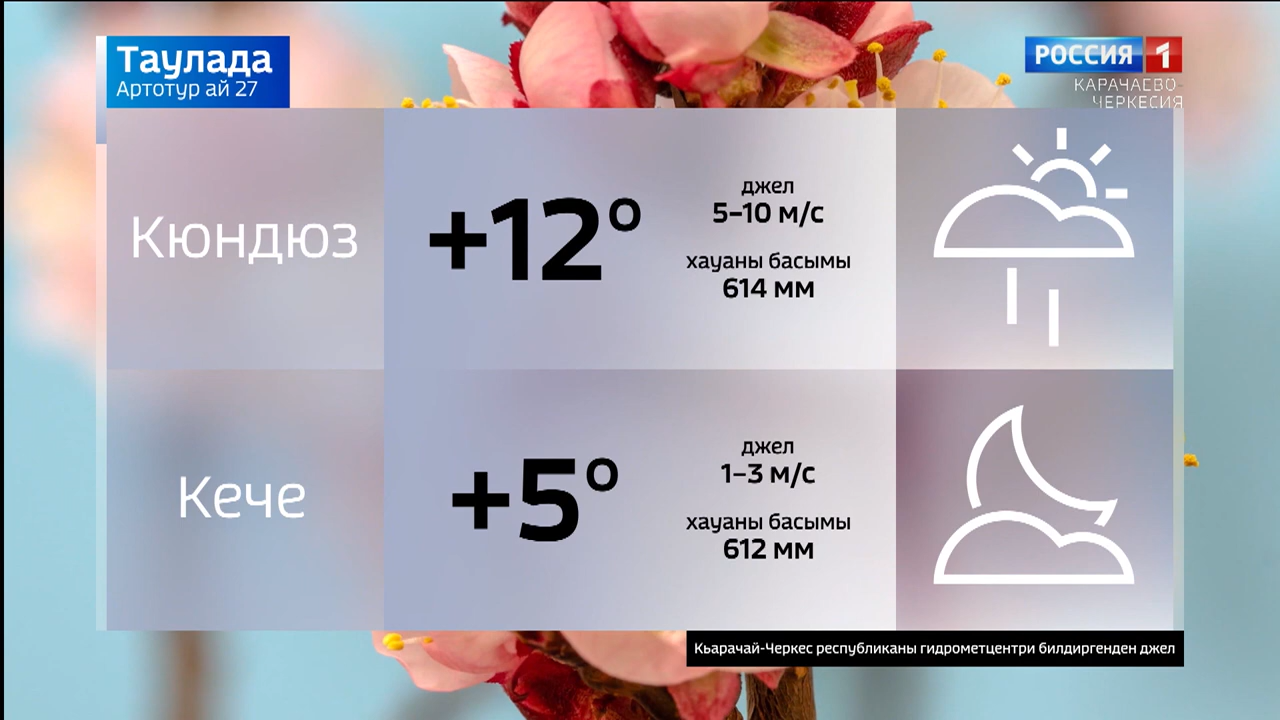 Таулада
Артотур ай 27
РОССИЯ 1
КАРАЧАЕВО-
ЧЕРКЕСИЯ
Кюндюз
+12°
джел
5-10 м/с
хауаны басымы
614 мм
Кече
+5°
джел
1-3 м/с
хауаны басымы
612 мм
Кьарачай-Черкес республиканы гидрометцентри билдиргенден джел